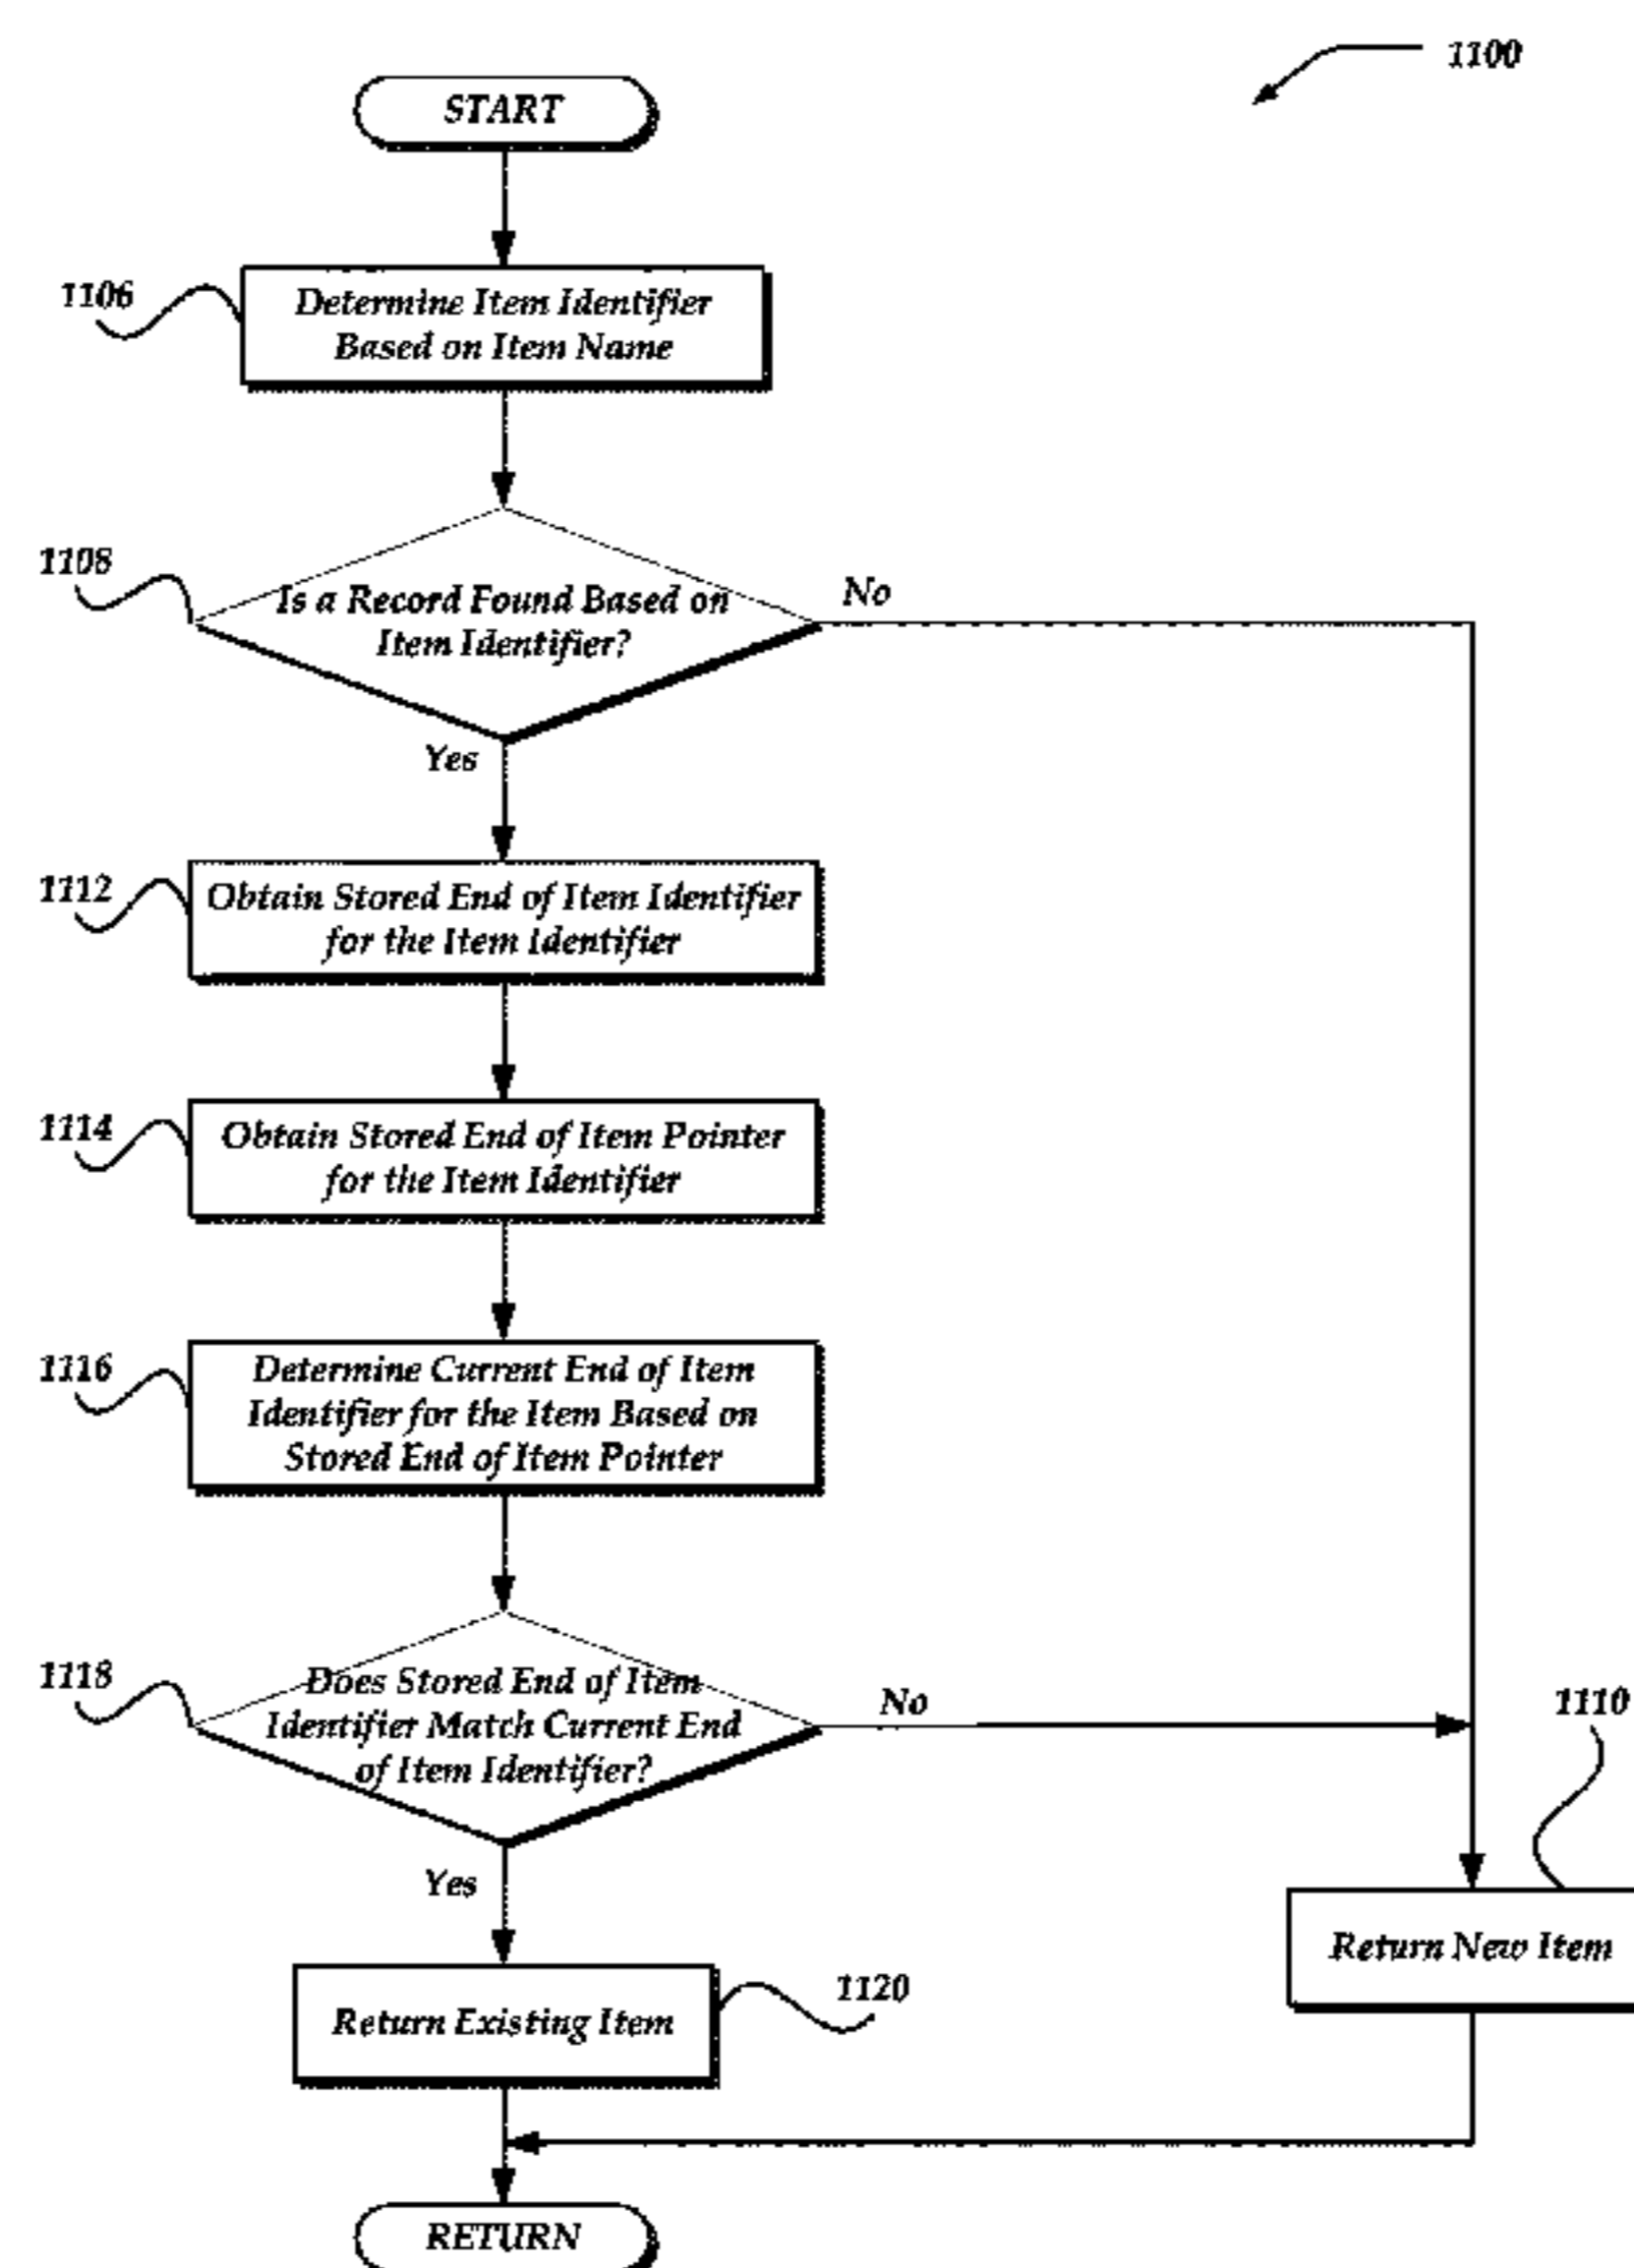 1100
START
1106
Determine Item Identifier
Based on Item Name
1108
Is a Record Found Based on
Item Identifier?
No
Yes
1112
Obtain Stored End of Item Identifier
for the Item Identifier
1114
Obtain Stored End of Item Pointer
for the Item Identifier
1116
Determine Current End of Item
Identifier for the Item Based on
Stored End of Item Pointer
1118
Does Stored End of Item
Identifier Match Current End
of Item Identifier?
No
1110
Yes
Return New Item
Return Existing Item
1120
RETURN